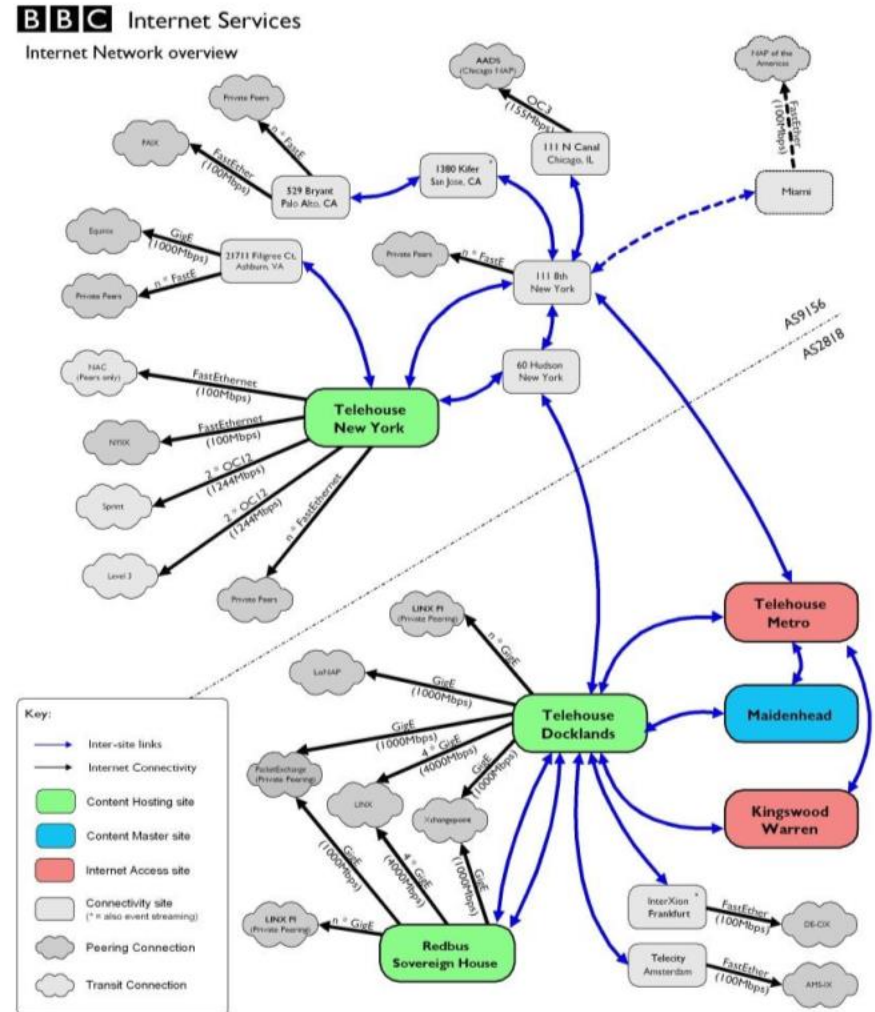 BBC Internet Services
Internet Network overview
AADS
(Chicago NAP)
NAP of the
Americas
Private Peers
OC3
(155Mbps)
FastEther
(100Mbps)
PAIX
n * FastE
FastEther
(100Mbps)
111 N Canal
Chicago, IL
1380 Kifer *
San Jose, CA
529 Bryant
Palo Alto, CA
Miami
Equinix
GigE
(1000Mbps)
21711 Filigree Ct,
Ashburn, VA
Private Peers
n * FastE
n * FastE
Private Peers
111 8th
New York
AS9156
AS2818
NAC
(Peers only)
FastEthernet
(100Mbps)
60 Hudson
New York
Telehouse
New York
NYIIX
FastEthernet
(100Mbps)
Sprint
2 * OC12
(1244Mbps)
2 * OC12
(1244Mbps)
n * FastEthernet
Level 3
Private Peers
LINX PI
(Private Peering)
n * GigE
Telehouse
Metro
LoNAP
GigE
(1000Mbps)
Telehouse
Docklands
Maidenhead
GigE
(1000Mbps)
4 * GigE
(4000Mbps)
GigE
(1000Mbps)
PacketExchange
(Private Peering)
LINX
Xchangepoint
Kingswood
Warren
GigE
(1000Mbps)
4 * GigE
(4000Mbps)
GigE
(1000Mbps)
LINX PI
(Private Peering)
n * GigE
Redbus
Sovereign House
InterXion *
Frankfurt
FastEther
(100Mbps)
DE-CIX
Telecity
Amsterdam
FastEther
(100Mbps)
AMS-IX
Key:
Inter-site links
Internet Connectivity
Content Hosting site
Content Master site
Internet Access site
Connectivity site
(* = also event streaming)
Peering Connection
Transit Connection